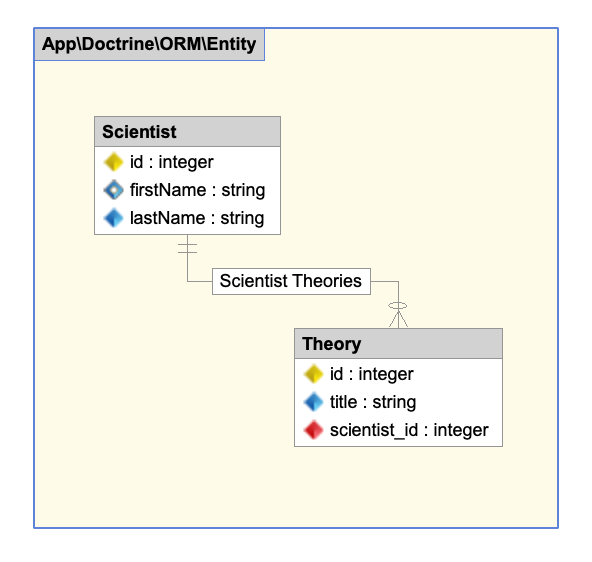 App\Doctrine\ORM\Entity
Scientist
id : integer
firstName : string
lastName : string
Scientist Theories
Theory
id : integer
title : string
scientist_id : integer